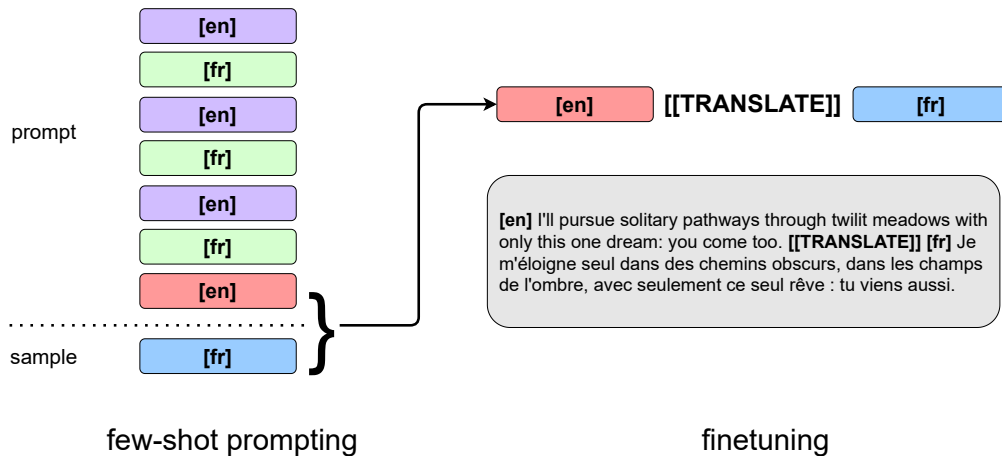 [en]
[fr]
[en]
prompt
[fr]
[en]
[fr]
[en]
sample
[fr]
few-shot prompting
[en] [[TRANSLATE]] [fr]
[en] I'll pursue solitary pathways through twilit meadows with
only this one dream: you come too. [[TRANSLATE]] [fr] Je
m'éloigne seul dans des chemins obscurs, dans les champs
de l'ombre, avec seulement ce seul rêve : tu viens aussi.
finetuning